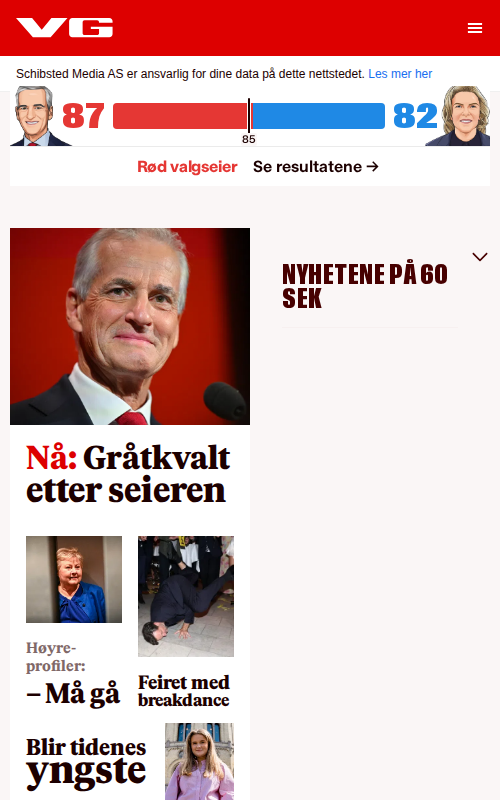 VG
Schibsted Media AS er ansvarlig for dine data på dette nettstedet. Les mer her
87
82
85
Rød valgseier Se resultatene →
NYHETENE PÅ 60
SEK
Nå: Gråtkvalt
etter seieren
Høyre-
profiler:
– Må gå
Feiret med
breakdance
Blir tidenes
yngste